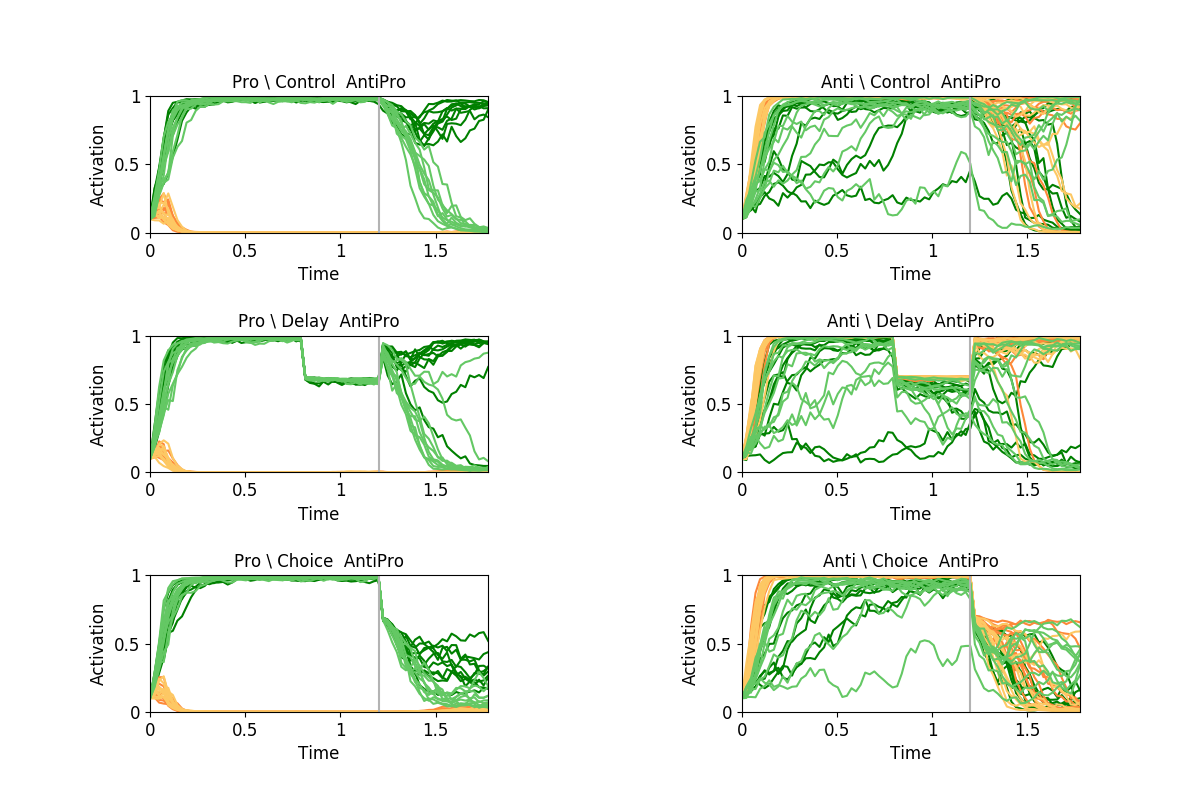 Pro \ Control  AntiPro
1
0.5
0
Activation
0 0.5 1 1.5
Time
Anti \ Control  AntiPro
1
0.5
0
Activation
0 0.5 1 1.5
Time
Pro \ Delay  AntiPro
1
0.5
0
Activation
0 0.5 1 1.5
Time
Anti \ Delay  AntiPro
1
0.5
0
Activation
0 0.5 1 1.5
Time
Pro \ Choice  AntiPro
1
0.5
0
Activation
0 0.5 1 1.5
Time
Anti \ Choice  AntiPro
1
0.5
0
Activation
0 0.5 1 1.5
Time